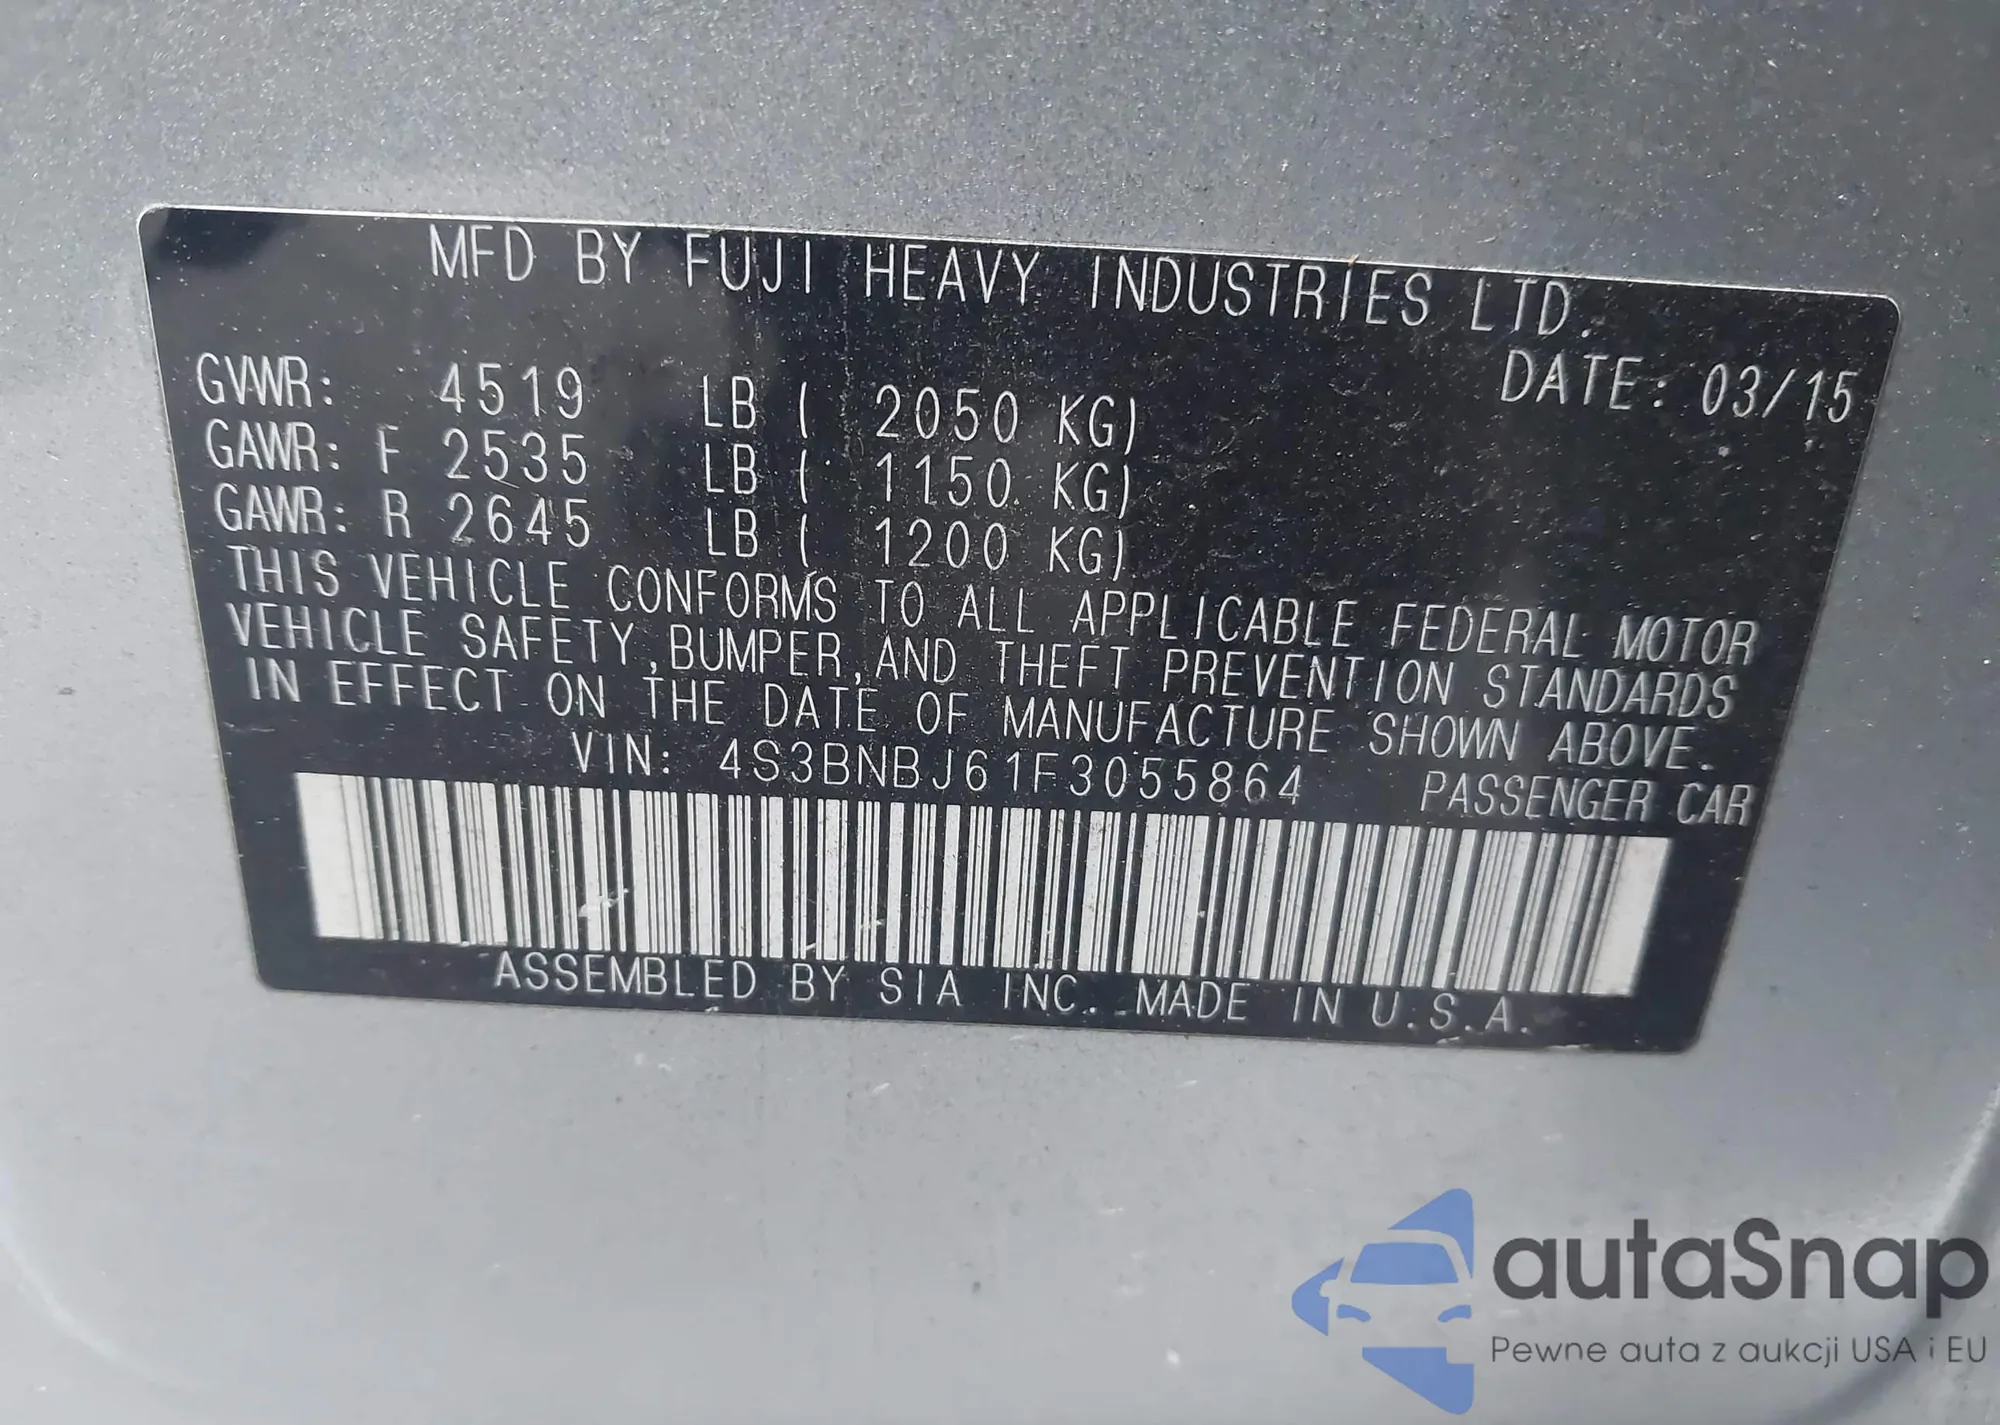 MFD BY FUJI HEAVY INDUSTRIES LTD.
DATE: 03/15
GVWR: 4519 LB ( 2050 KG)
GAWR: F 2535 LB ( 1150 KG)
GAWR: R 2645 LB ( 1200 KG)
THIS VEHICLE CONFORMS TO ALL APPLICABLE FEDERAL MOTOR
VEHICLE SAFETY, BUMPER, AND THEFT PREVENTION STANDARDS
IN EFFECT ON THE DATE OF MANUFACTURE SHOWN ABOVE.
VIN: 4S3BNBJ61F3055864 PASSENGER CAR
ASSEMBLED BY SIA INC. MADE IN U.S.A.
autaSnap
Pewne auta z aukcji USA i EU